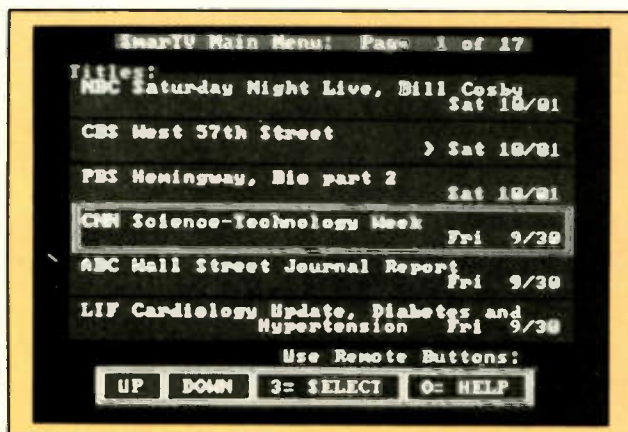 SmarTV Main Menu: Page 1 of 17
Titles:
NBC Saturday Night Live, Bill Cosby
Sat 10/01
CBS West 57th Street
> Sat 10/01
PBS Hemingway, Bio part 2
Sat 10/01
CNN Science-Technology Week
Fri 9/30
ABC Wall Street Journal Report
Fri 9/30
LIF Cardiology Update, Diabetes and
Hypertension Fri 9/30
Use Remote Buttons:
UP DOWN 3= SELECT 0= HELP